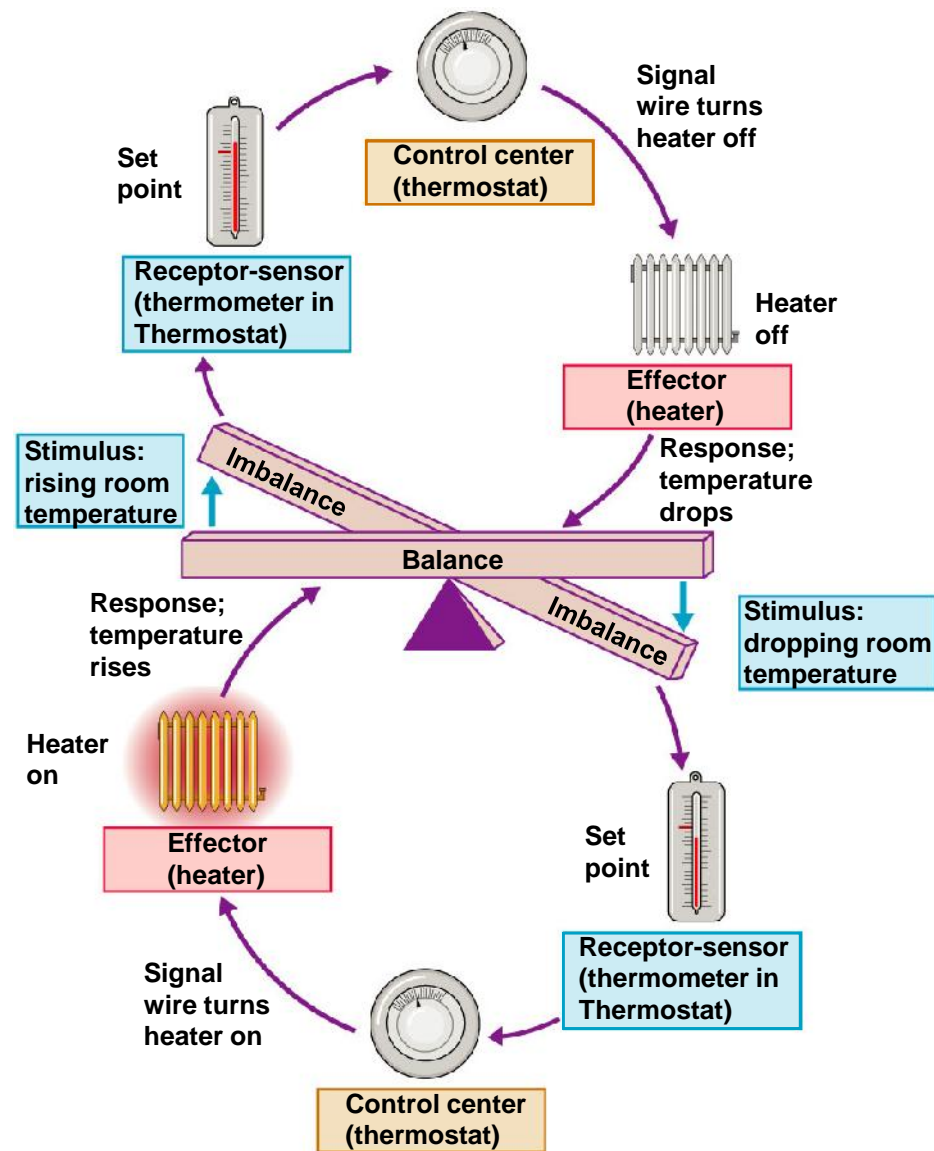 Signal
wire turns
heater off
Control center
(thermostat)
Set
point
Receptor-sensor
(thermometer in
Thermostat)
Heater
off
Effector
(heater)
Stimulus:
rising room
temperature
Imbalance
Response;
temperature
drops
Balance
Response;
temperature
rises
Imbalance
Stimulus:
dropping room
temperature
Heater
on
Effector
(heater)
Set
point
Receptor-sensor
(thermometer in
Thermostat)
Signal
wire turns
heater on
Control center
(thermostat)